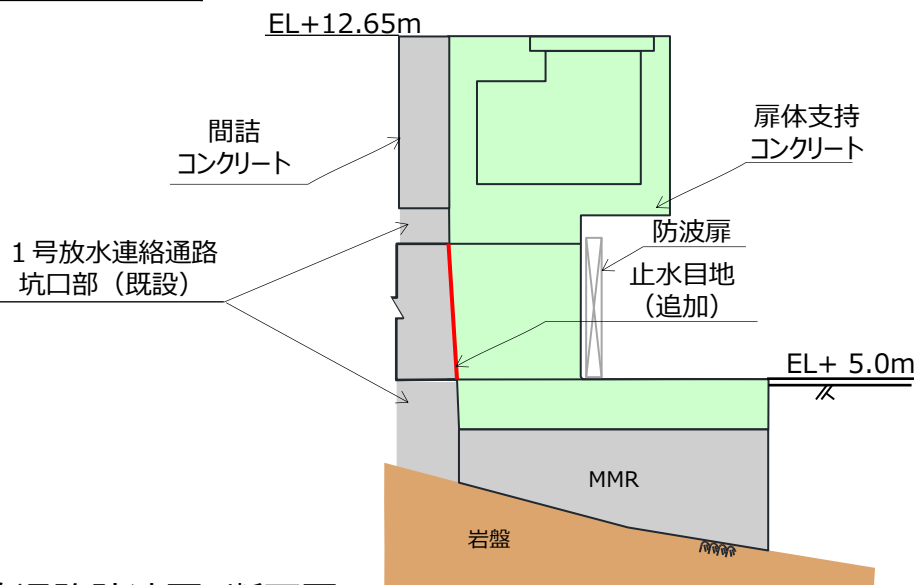 EL+12.65m
間詰
コンクリート
扉体支持
コンクリート
1号放水連絡通路
坑口部（既設）
防波扉
止水目地
（追加）
EL+ 5.0m
MMR
岩盤